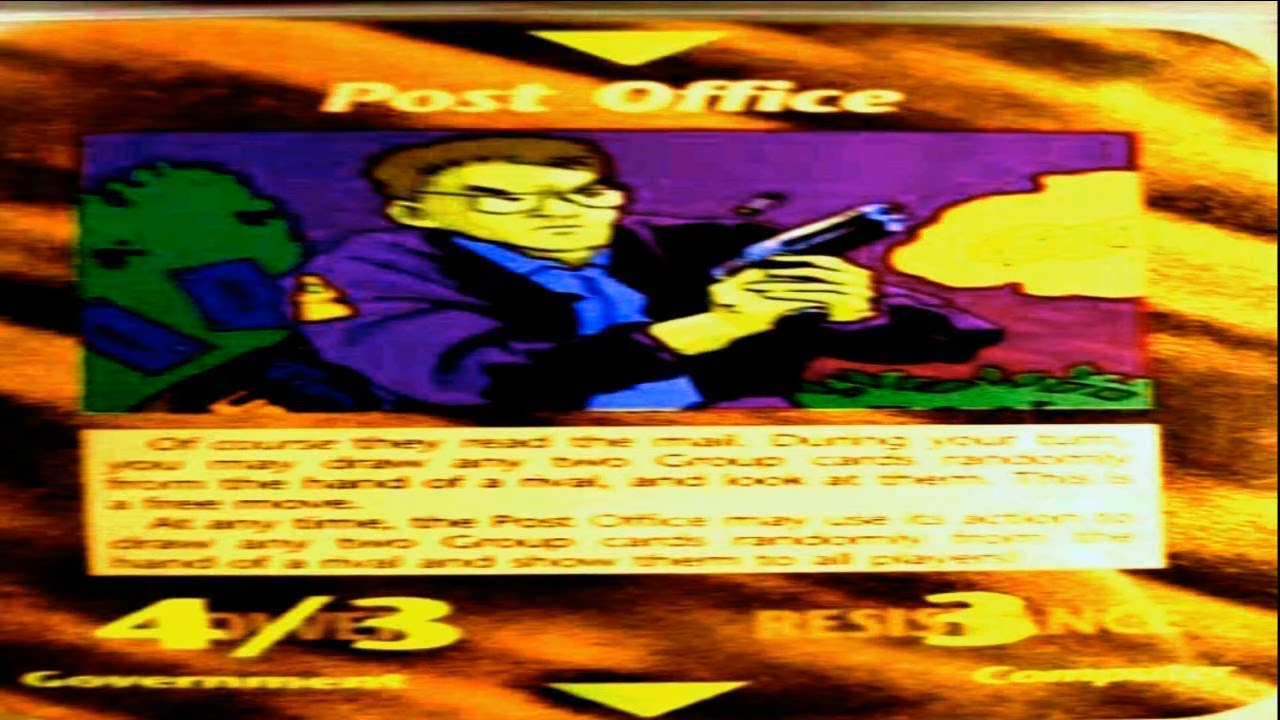 Post Office
Of course they read the mail. During your turn,
you may draw any two Group cards randomly
from the hand of a rival, and look at them. This is
a free move.
At any time, the Post Office may use its action to
draw any two Group cards randomly from the
hand of a rival and show them to all players!
POWER 4/3 RESISTANCE 3
Government Computer